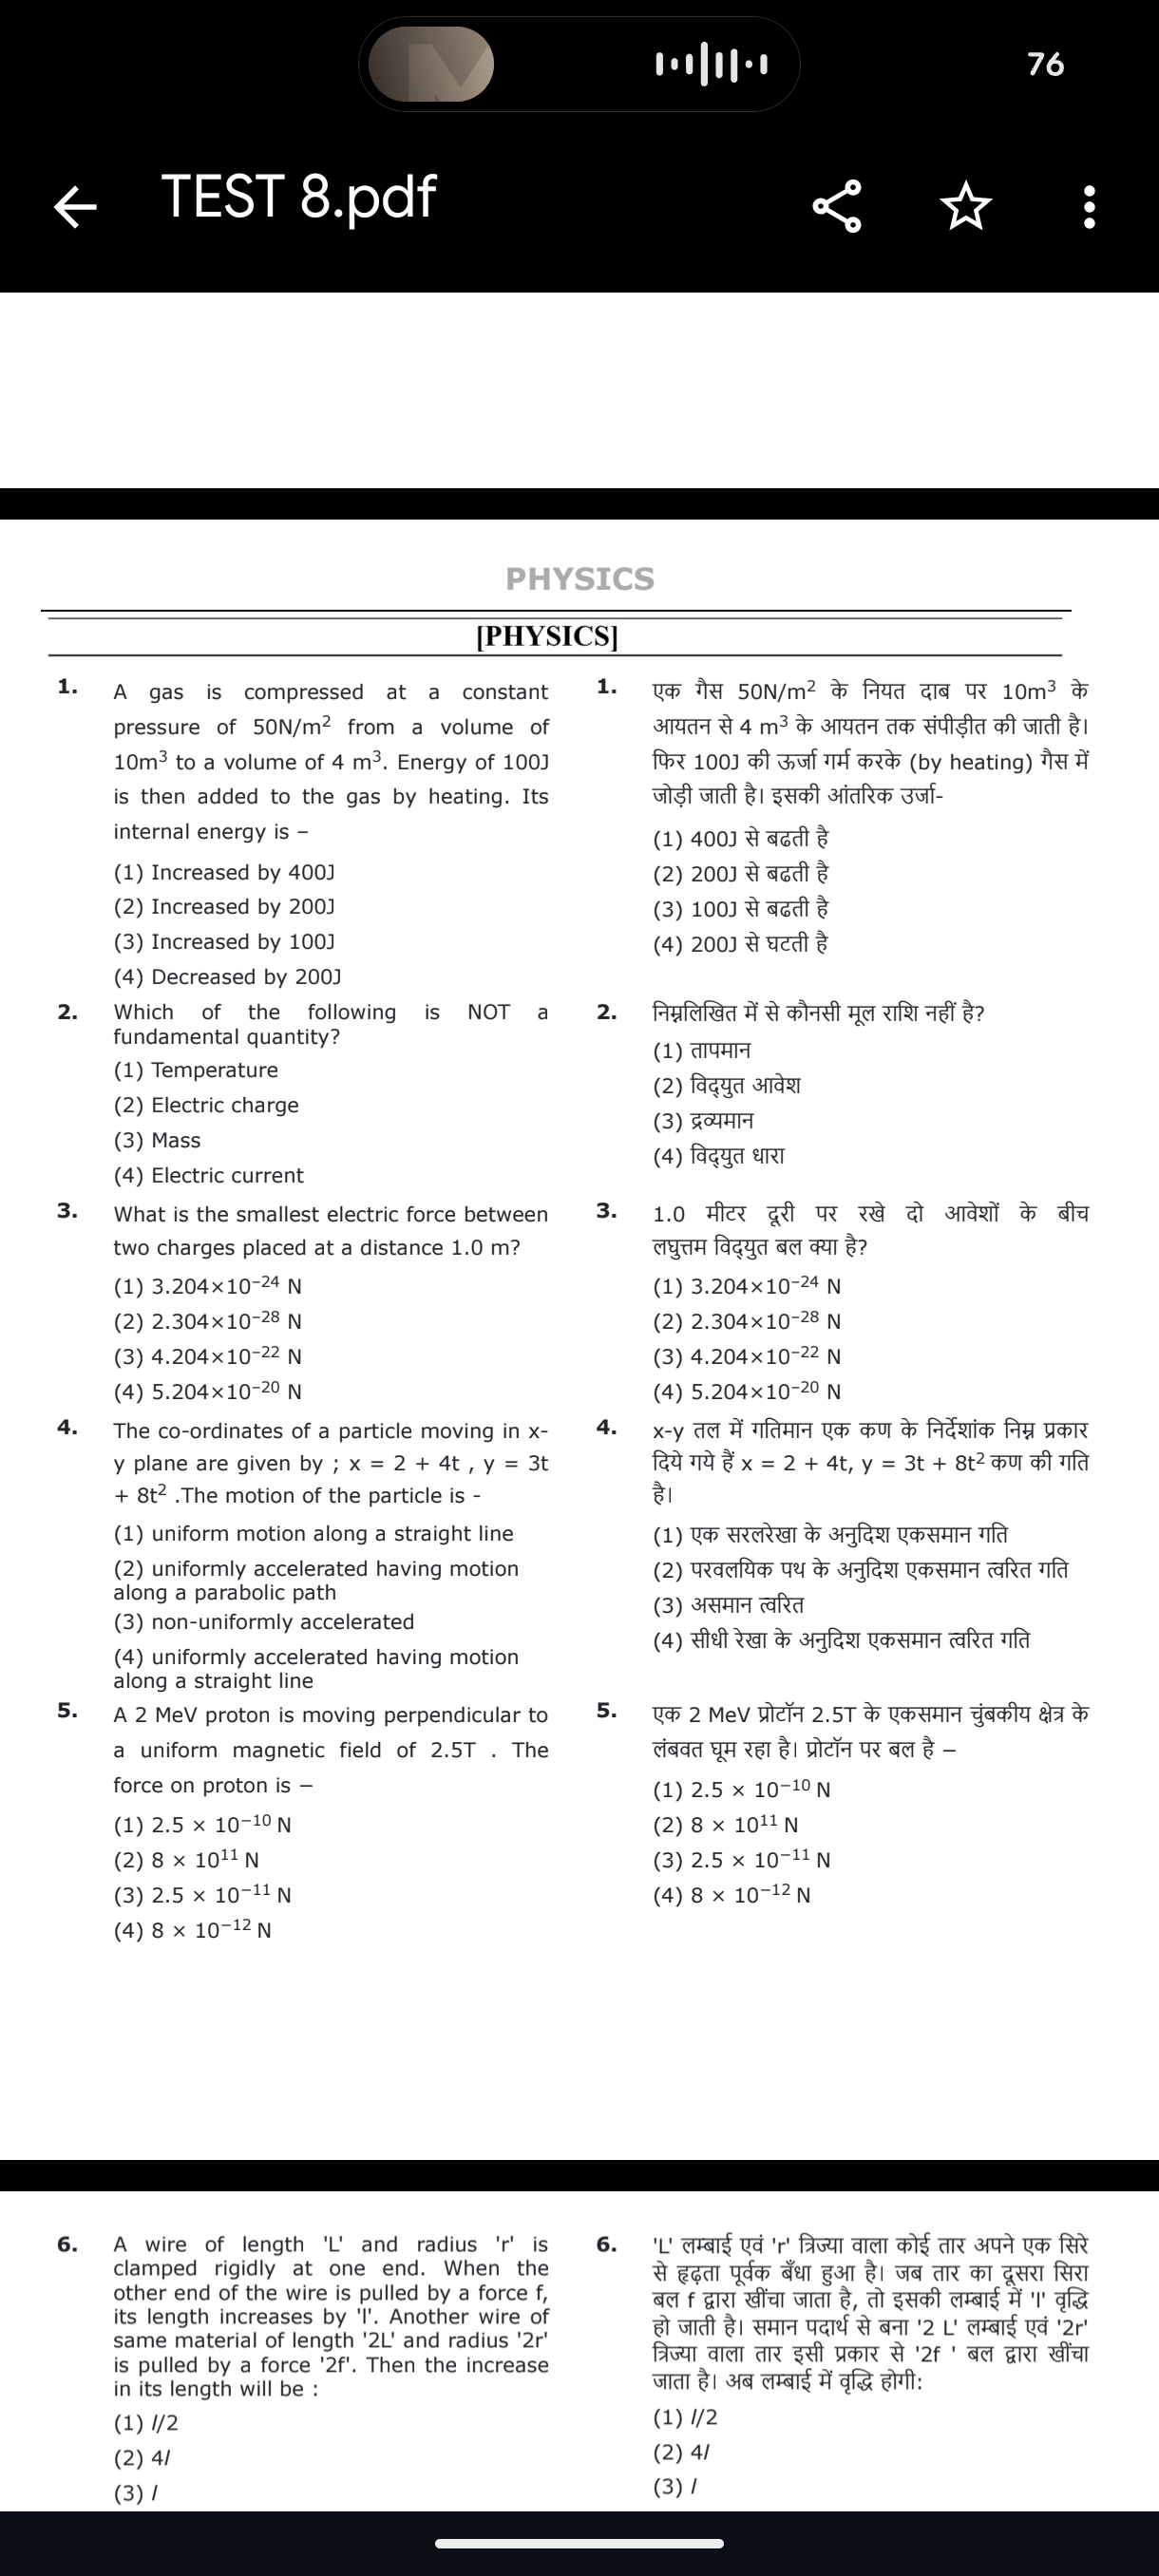 76
TEST 8.pdf
PHYSICS
[PHYSICS]
1. A gas is compressed at a constant
pressure of 50N/m² from a volume of
10m³ to a volume of 4 m³. Energy of 100J
is then added to the gas by heating. Its
internal energy is –
(1) Increased by 400J
(2) Increased by 200J
(3) Increased by 100J
(4) Decreased by 200J
2. Which of the following is NOT a
fundamental quantity?
(1) Temperature
(2) Electric charge
(3) Mass
(4) Electric current
3. What is the smallest electric force between
two charges placed at a distance 1.0 m?
(1) 3.204×10⁻²⁴ N
(2) 2.304×10⁻²⁸ N
(3) 4.204×10⁻²² N
(4) 5.204×10⁻²⁰ N
4. The co-ordinates of a particle moving in x-
y plane are given by ; x = 2 + 4t , y = 3t
+ 8t² .The motion of the particle is -
(1) uniform motion along a straight line
(2) uniformly accelerated having motion
along a parabolic path
(3) non-uniformly accelerated
(4) uniformly accelerated having motion
along a straight line
5. A 2 MeV proton is moving perpendicular to
a uniform magnetic field of 2.5T . The
force on proton is –
(1) 2.5 × 10⁻¹⁰ N
(2) 8 × 10¹¹ N
(3) 2.5 × 10⁻¹¹ N
(4) 8 × 10⁻¹² N
1. एक गैस 50N/m² के नियत दाब पर 10m³ के
आयतन से 4 m³ के आयतन तक संपीड़ीत की जाती है।
फिर 100J की ऊर्जा गर्म करके (by heating) गैस में
जोड़ी जाती है। इसकी आंतरिक उर्जा-
(1) 400J से बढती है
(2) 200J से बढती है
(3) 100J से बढती है
(4) 200J से घटती है
2. निम्नलिखित में से कौनसी मूल राशि नहीं है?
(1) तापमान
(2) विद्युत आवेश
(3) द्रव्यमान
(4) विद्युत धारा
3. 1.0 मीटर दूरी पर रखे दो आवेशों के बीच
लघुत्तम विद्युत बल क्या है?
(1) 3.204×10⁻²⁴ N
(2) 2.304×10⁻²⁸ N
(3) 4.204×10⁻²² N
(4) 5.204×10⁻²⁰ N
4. x-y तल में गतिमान एक कण के निर्देशांक निम्न प्रकार
दिये गये हैं x = 2 + 4t, y = 3t + 8t² कण की गति
है।
(1) एक सरलरेखा के अनुदिश एकसमान गति
(2) परवलयिक पथ के अनुदिश एकसमान त्वरित गति
(3) असमान त्वरित
(4) सीधी रेखा के अनुदिश एकसमान त्वरित गति
5. एक 2 MeV प्रोटॉन 2.5T के एकसमान चुंबकीय क्षेत्र के
लंबवत घूम रहा है। प्रोटॉन पर बल है –
(1) 2.5 × 10⁻¹⁰ N
(2) 8 × 10¹¹ N
(3) 2.5 × 10⁻¹¹ N
(4) 8 × 10⁻¹² N
6. A wire of length 'L' and radius 'r' is
clamped rigidly at one end. When the
other end of the wire is pulled by a force f,
its length increases by 'l'. Another wire of
same material of length '2L' and radius '2r'
is pulled by a force '2f'. Then the increase
in its length will be :
(1) l/2
(2) 4l
(3) l
6. 'L' लम्बाई एवं 'r' त्रिज्या वाला कोई तार अपने एक सिरे
से हृढ़ता पूर्वक बँधा हुआ है। जब तार का दूसरा सिरा
बल f द्वारा खींचा जाता है, तो इसकी लम्बाई में 'l' वृद्धि
हो जाती है। समान पदार्थ से बना '2 L' लम्बाई एवं '2r'
त्रिज्या वाला तार इसी प्रकार से '2f ' बल द्वारा खींचा
जाता है। अब लम्बाई में वृद्धि होगी:
(1) l/2
(2) 4l
(3) l